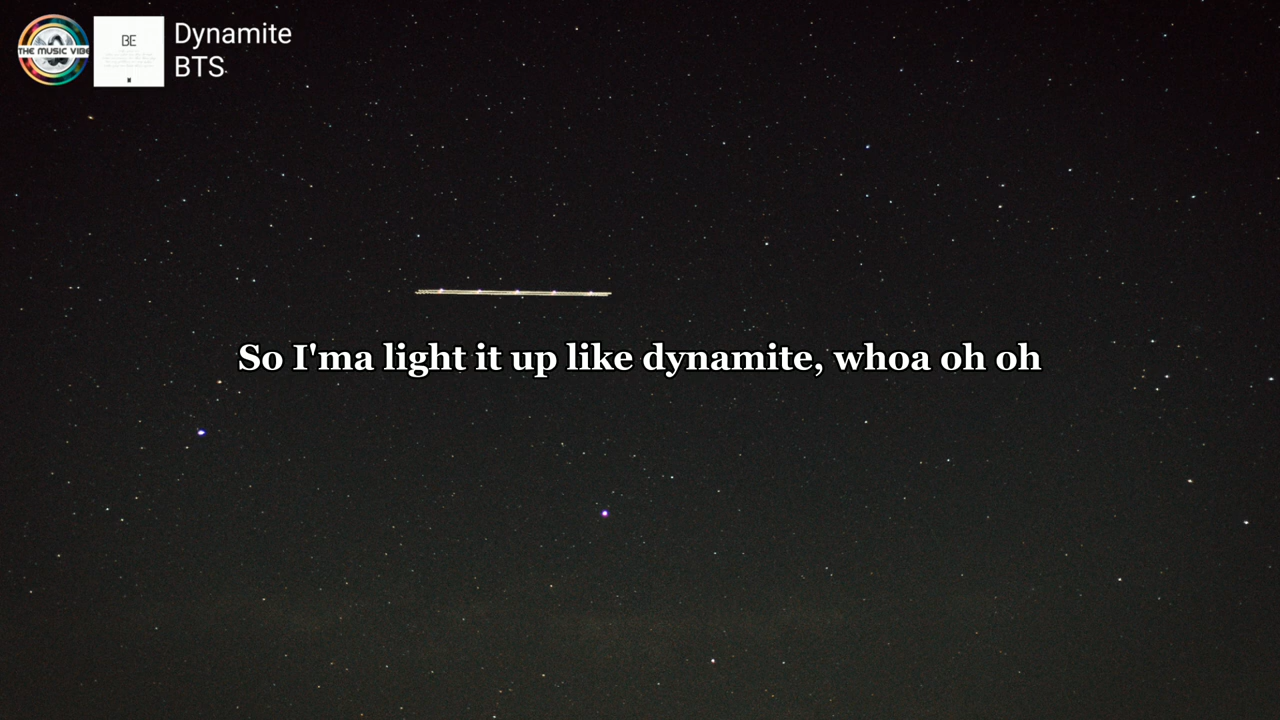 THE MUSIC VIBE
BE
Dynamite
BTS
So I'ma light it up like dynamite, whoa oh oh